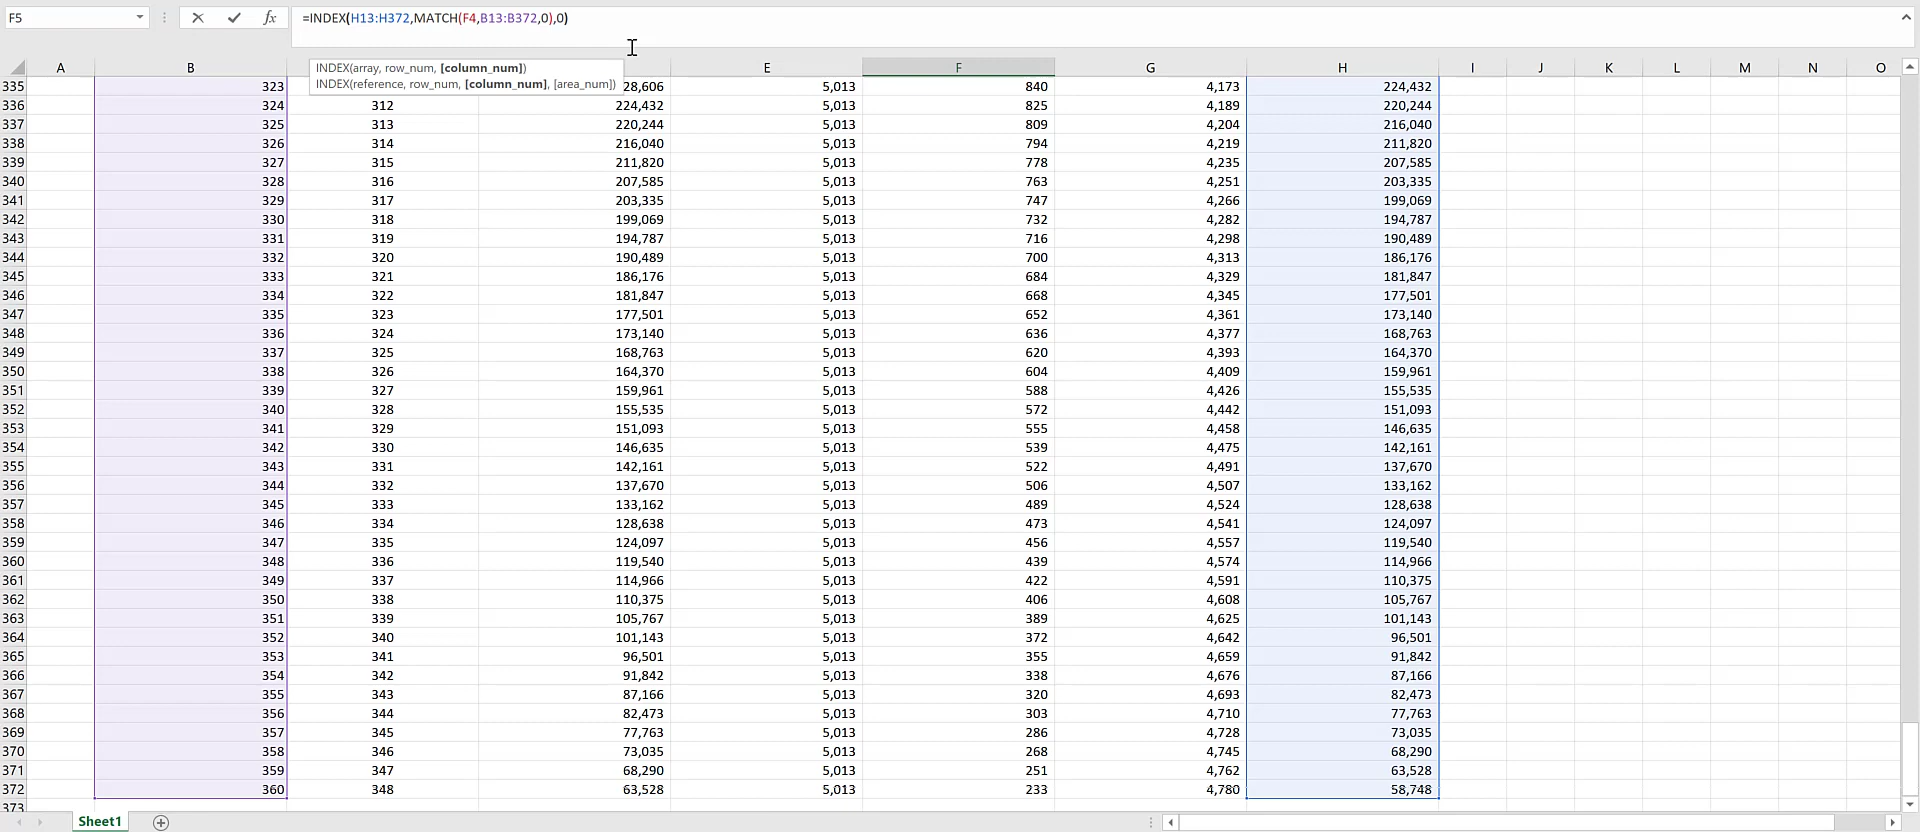 F5 =INDEX(H13:H372,MATCH(F4,B13:B372,0),0)
INDEX(array, row_num, [column_num])
INDEX(reference, row_num, [column_num], [area_num])
A B E F G H I J K L M N O
335 323 28,606 5,013 840 4,173 224,432
336 324 312 224,432 5,013 825 4,189 220,244
337 325 313 220,244 5,013 809 4,204 216,040
338 326 314 216,040 5,013 794 4,219 211,820
339 327 315 211,820 5,013 778 4,235 207,585
340 328 316 207,585 5,013 763 4,251 203,335
341 329 317 203,335 5,013 747 4,266 199,069
342 330 318 199,069 5,013 732 4,282 194,787
343 331 319 194,787 5,013 716 4,298 190,489
344 332 320 190,489 5,013 700 4,313 186,176
345 333 321 186,176 5,013 684 4,329 181,847
346 334 322 181,847 5,013 668 4,345 177,501
347 335 323 177,501 5,013 652 4,361 173,140
348 336 324 173,140 5,013 636 4,377 168,763
349 337 325 168,763 5,013 620 4,393 164,370
350 338 326 164,370 5,013 604 4,409 159,961
351 339 327 159,961 5,013 588 4,426 155,535
352 340 328 155,535 5,013 572 4,442 151,093
353 341 329 151,093 5,013 555 4,458 146,635
354 342 330 146,635 5,013 539 4,475 142,161
355 343 331 142,161 5,013 522 4,491 137,670
356 344 332 137,670 5,013 506 4,507 133,162
357 345 333 133,162 5,013 489 4,524 128,638
358 346 334 128,638 5,013 473 4,541 124,097
359 347 335 124,097 5,013 456 4,557 119,540
360 348 336 119,540 5,013 439 4,574 114,966
361 349 337 114,966 5,013 422 4,591 110,375
362 350 338 110,375 5,013 406 4,608 105,767
363 351 339 105,767 5,013 389 4,625 101,143
364 352 340 101,143 5,013 372 4,642 96,501
365 353 341 96,501 5,013 355 4,659 91,842
366 354 342 91,842 5,013 338 4,676 87,166
367 355 343 87,166 5,013 320 4,693 82,473
368 356 344 82,473 5,013 303 4,710 77,763
369 357 345 77,763 5,013 286 4,728 73,035
370 358 346 73,035 5,013 268 4,745 68,290
371 359 347 68,290 5,013 251 4,762 63,528
372 360 348 63,528 5,013 233 4,780 58,748
373
Sheet1